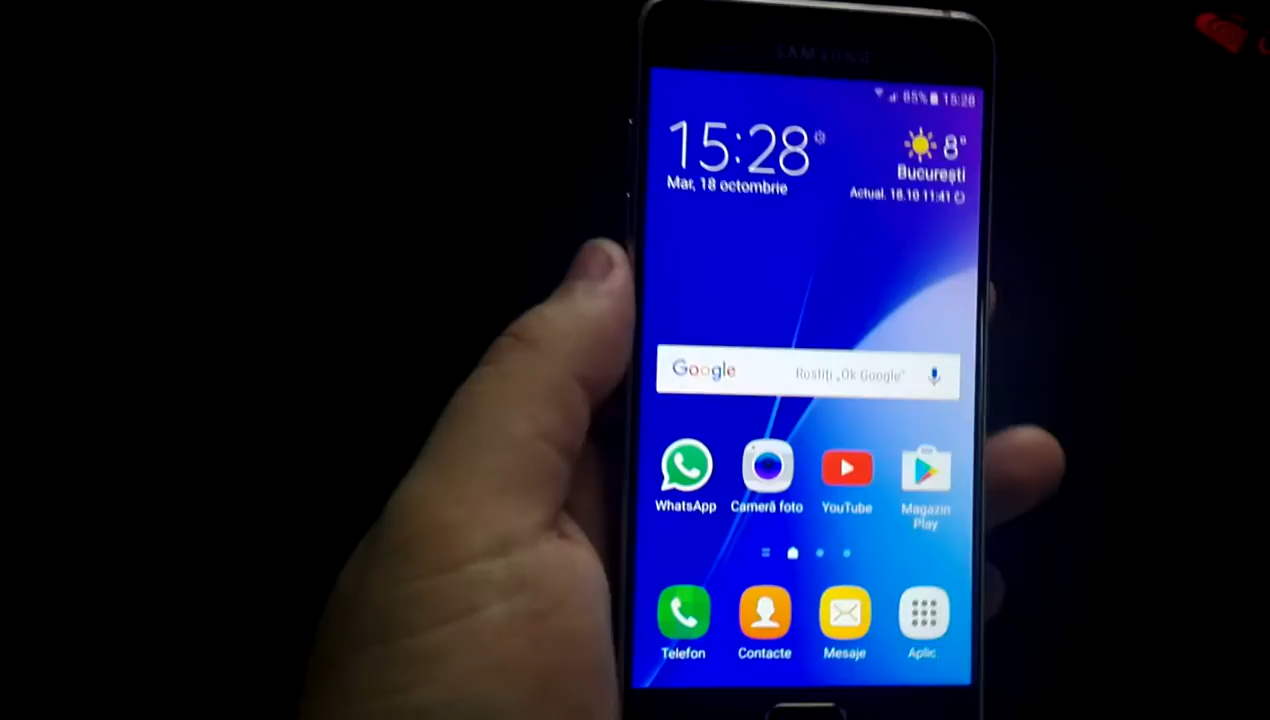 SAMSUNG
85% 15:28
15:28
Mar, 18 octombrie
8°
București
Actual. 18.10 11:41
Google
Rostiți „Ok Google”
WhatsApp
Cameră foto
YouTube
Magazin
Play
Telefon
Contacte
Mesaje
Aplic.